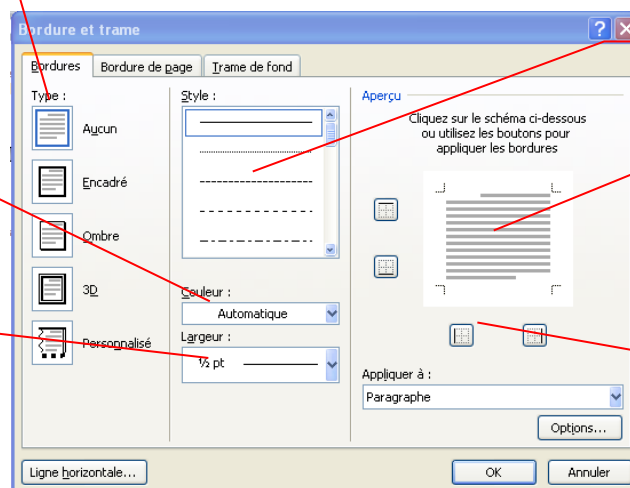 Bordure et trame
Bordures Bordure de page Trame de fond
Type :
Aucun
Encadré
Ombre
3D
Personnalisé
Style :
Couleur :
Automatique
Largeur :
½ pt
Aperçu
Cliquez sur le schéma ci-dessous
ou utilisez les boutons pour
appliquer les bordures
Appliquer à :
Paragraphe
Options...
Ligne horizontale... OK Annuler